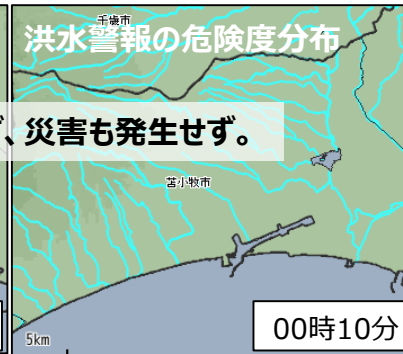 千歳市
洪水警報の危険度分布
、災害も発生せず。
苫小牧市
5km
00時10分